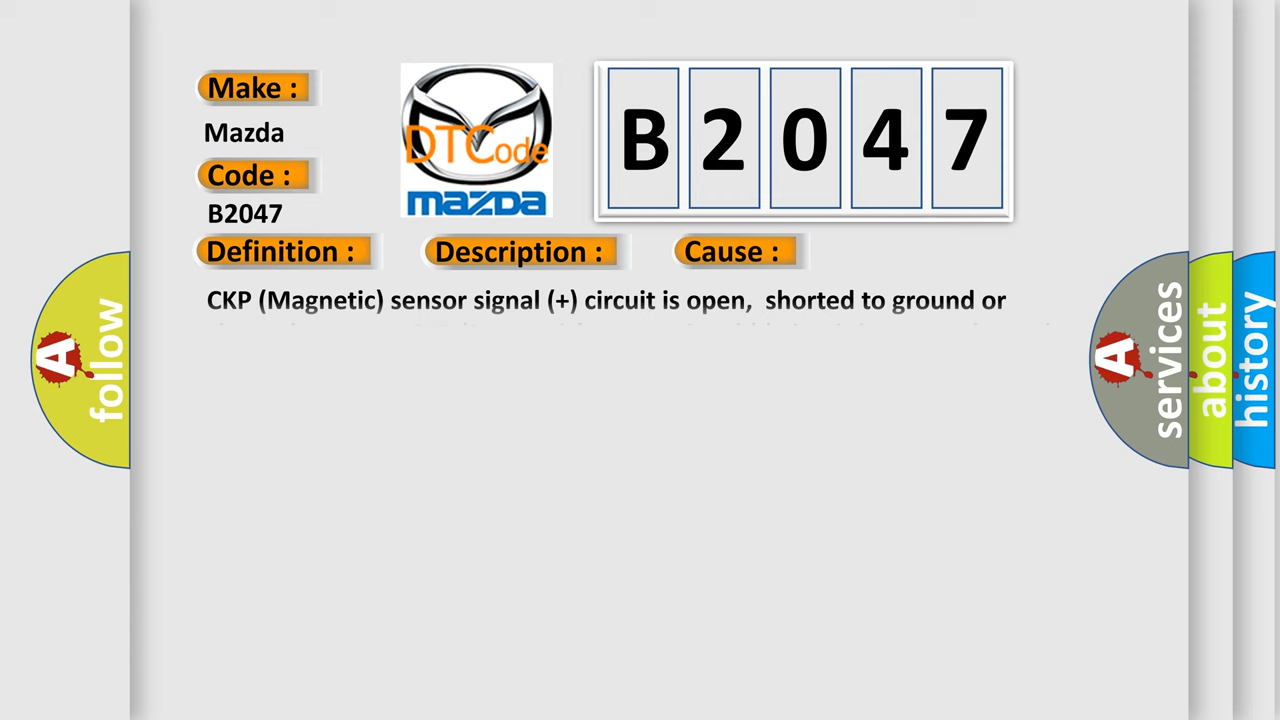 Make :
Mazda
Code :
B2047
DTCode
mazda
B 2 0 4 7
Definition :
Description :
Cause :
CKP (Magnetic) sensor signal (+) circuit is open, shorted to ground or
A follow
A services
about
history